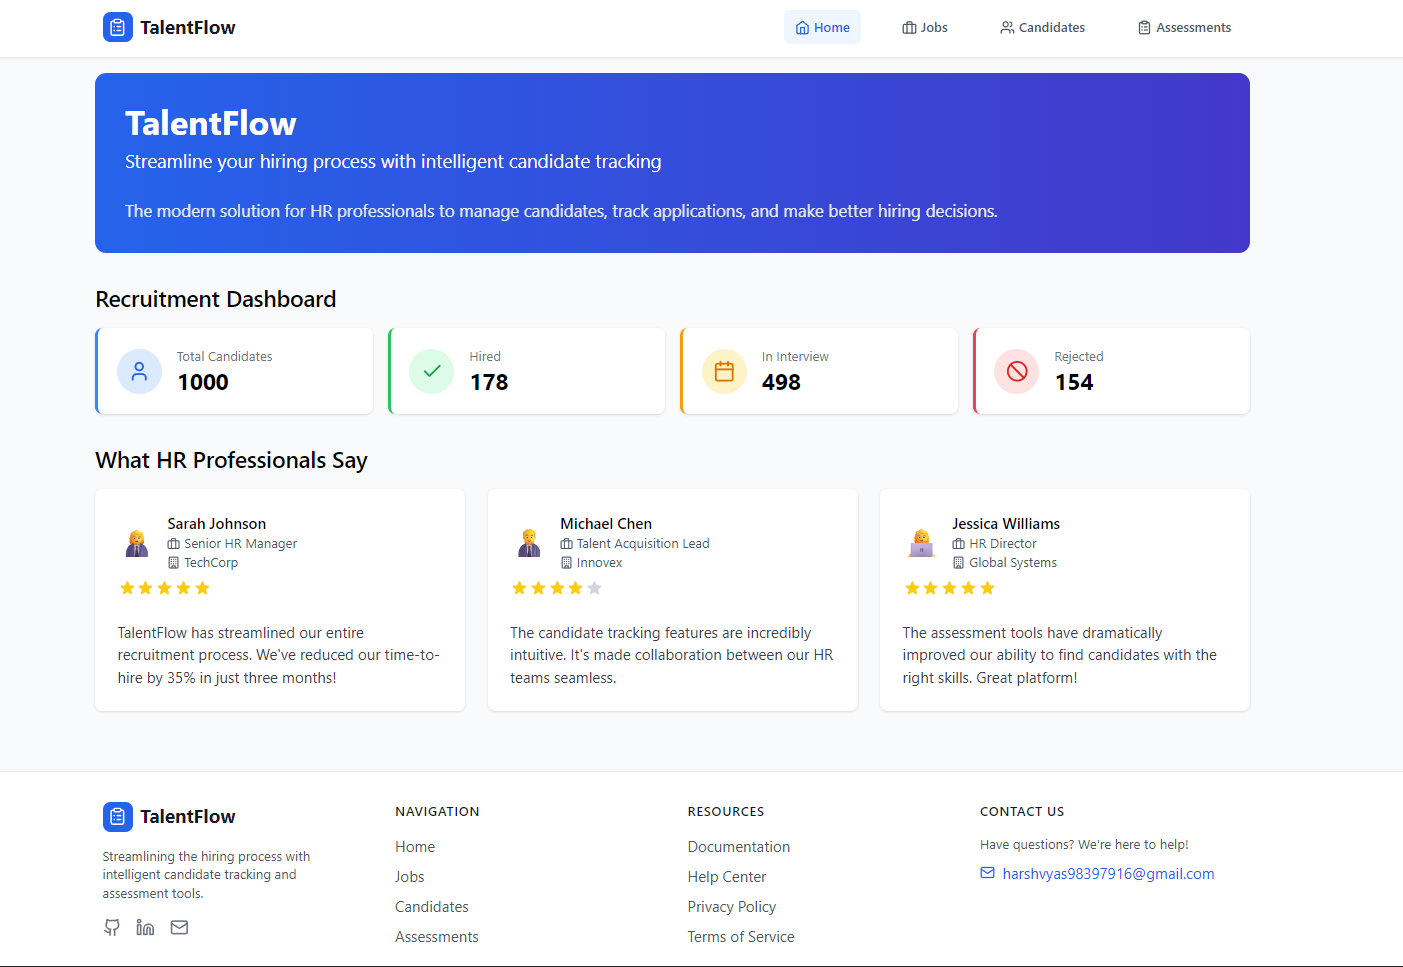 TalentFlow
Home
Jobs
Candidates
Assessments
TalentFlow
Streamline your hiring process with intelligent candidate tracking
The modern solution for HR professionals to manage candidates, track applications, and make better hiring decisions.
Recruitment Dashboard
Total Candidates
1000
Hired
178
In Interview
498
Rejected
154
What HR Professionals Say
Sarah Johnson
Senior HR Manager
TechCorp
TalentFlow has streamlined our entire
recruitment process. We've reduced our time-to-
hire by 35% in just three months!
Michael Chen
Talent Acquisition Lead
Innovex
The candidate tracking features are incredibly
intuitive. It's made collaboration between our HR
teams seamless.
Jessica Williams
HR Director
Global Systems
The assessment tools have dramatically
improved our ability to find candidates with the
right skills. Great platform!
TalentFlow
Streamlining the hiring process with
intelligent candidate tracking and
assessment tools.
NAVIGATION
Home
Jobs
Candidates
Assessments
RESOURCES
Documentation
Help Center
Privacy Policy
Terms of Service
CONTACT US
Have questions? We're here to help!
harshvyas98397916@gmail.com